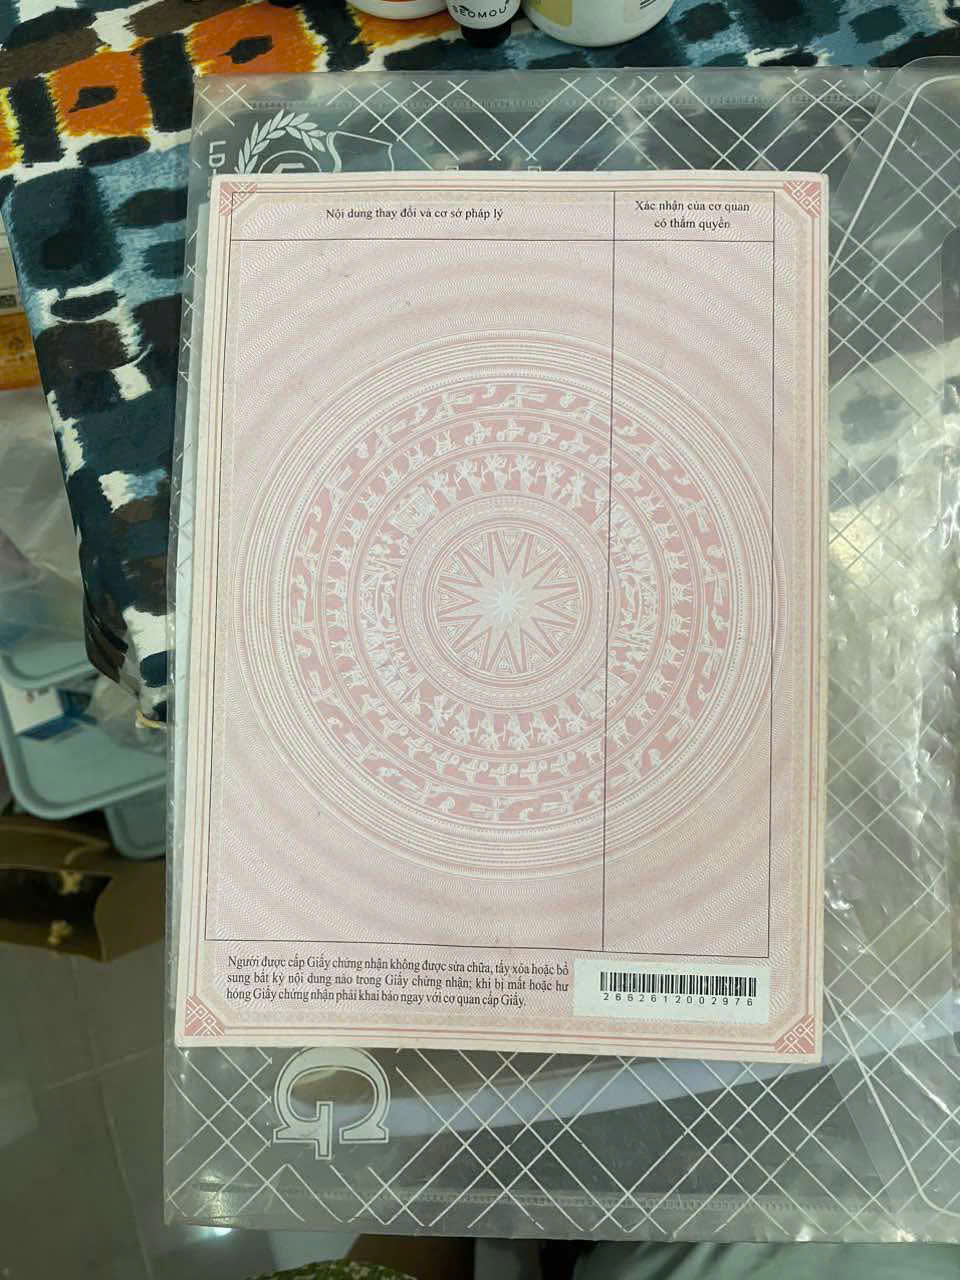 SEOMOU
Nội dung thay đổi và cơ sở pháp lý
Xác nhận của cơ quan
có thẩm quyền
Người được cấp Giấy chứng nhận không được sửa chữa, tẩy xóa hoặc bổ
sung bất kỳ nội dung nào trong Giấy chứng nhận; khi bị mất hoặc hư
hỏng Giấy chứng nhận phải khai báo ngay với cơ quan cấp Giấy.
2662612002976
G